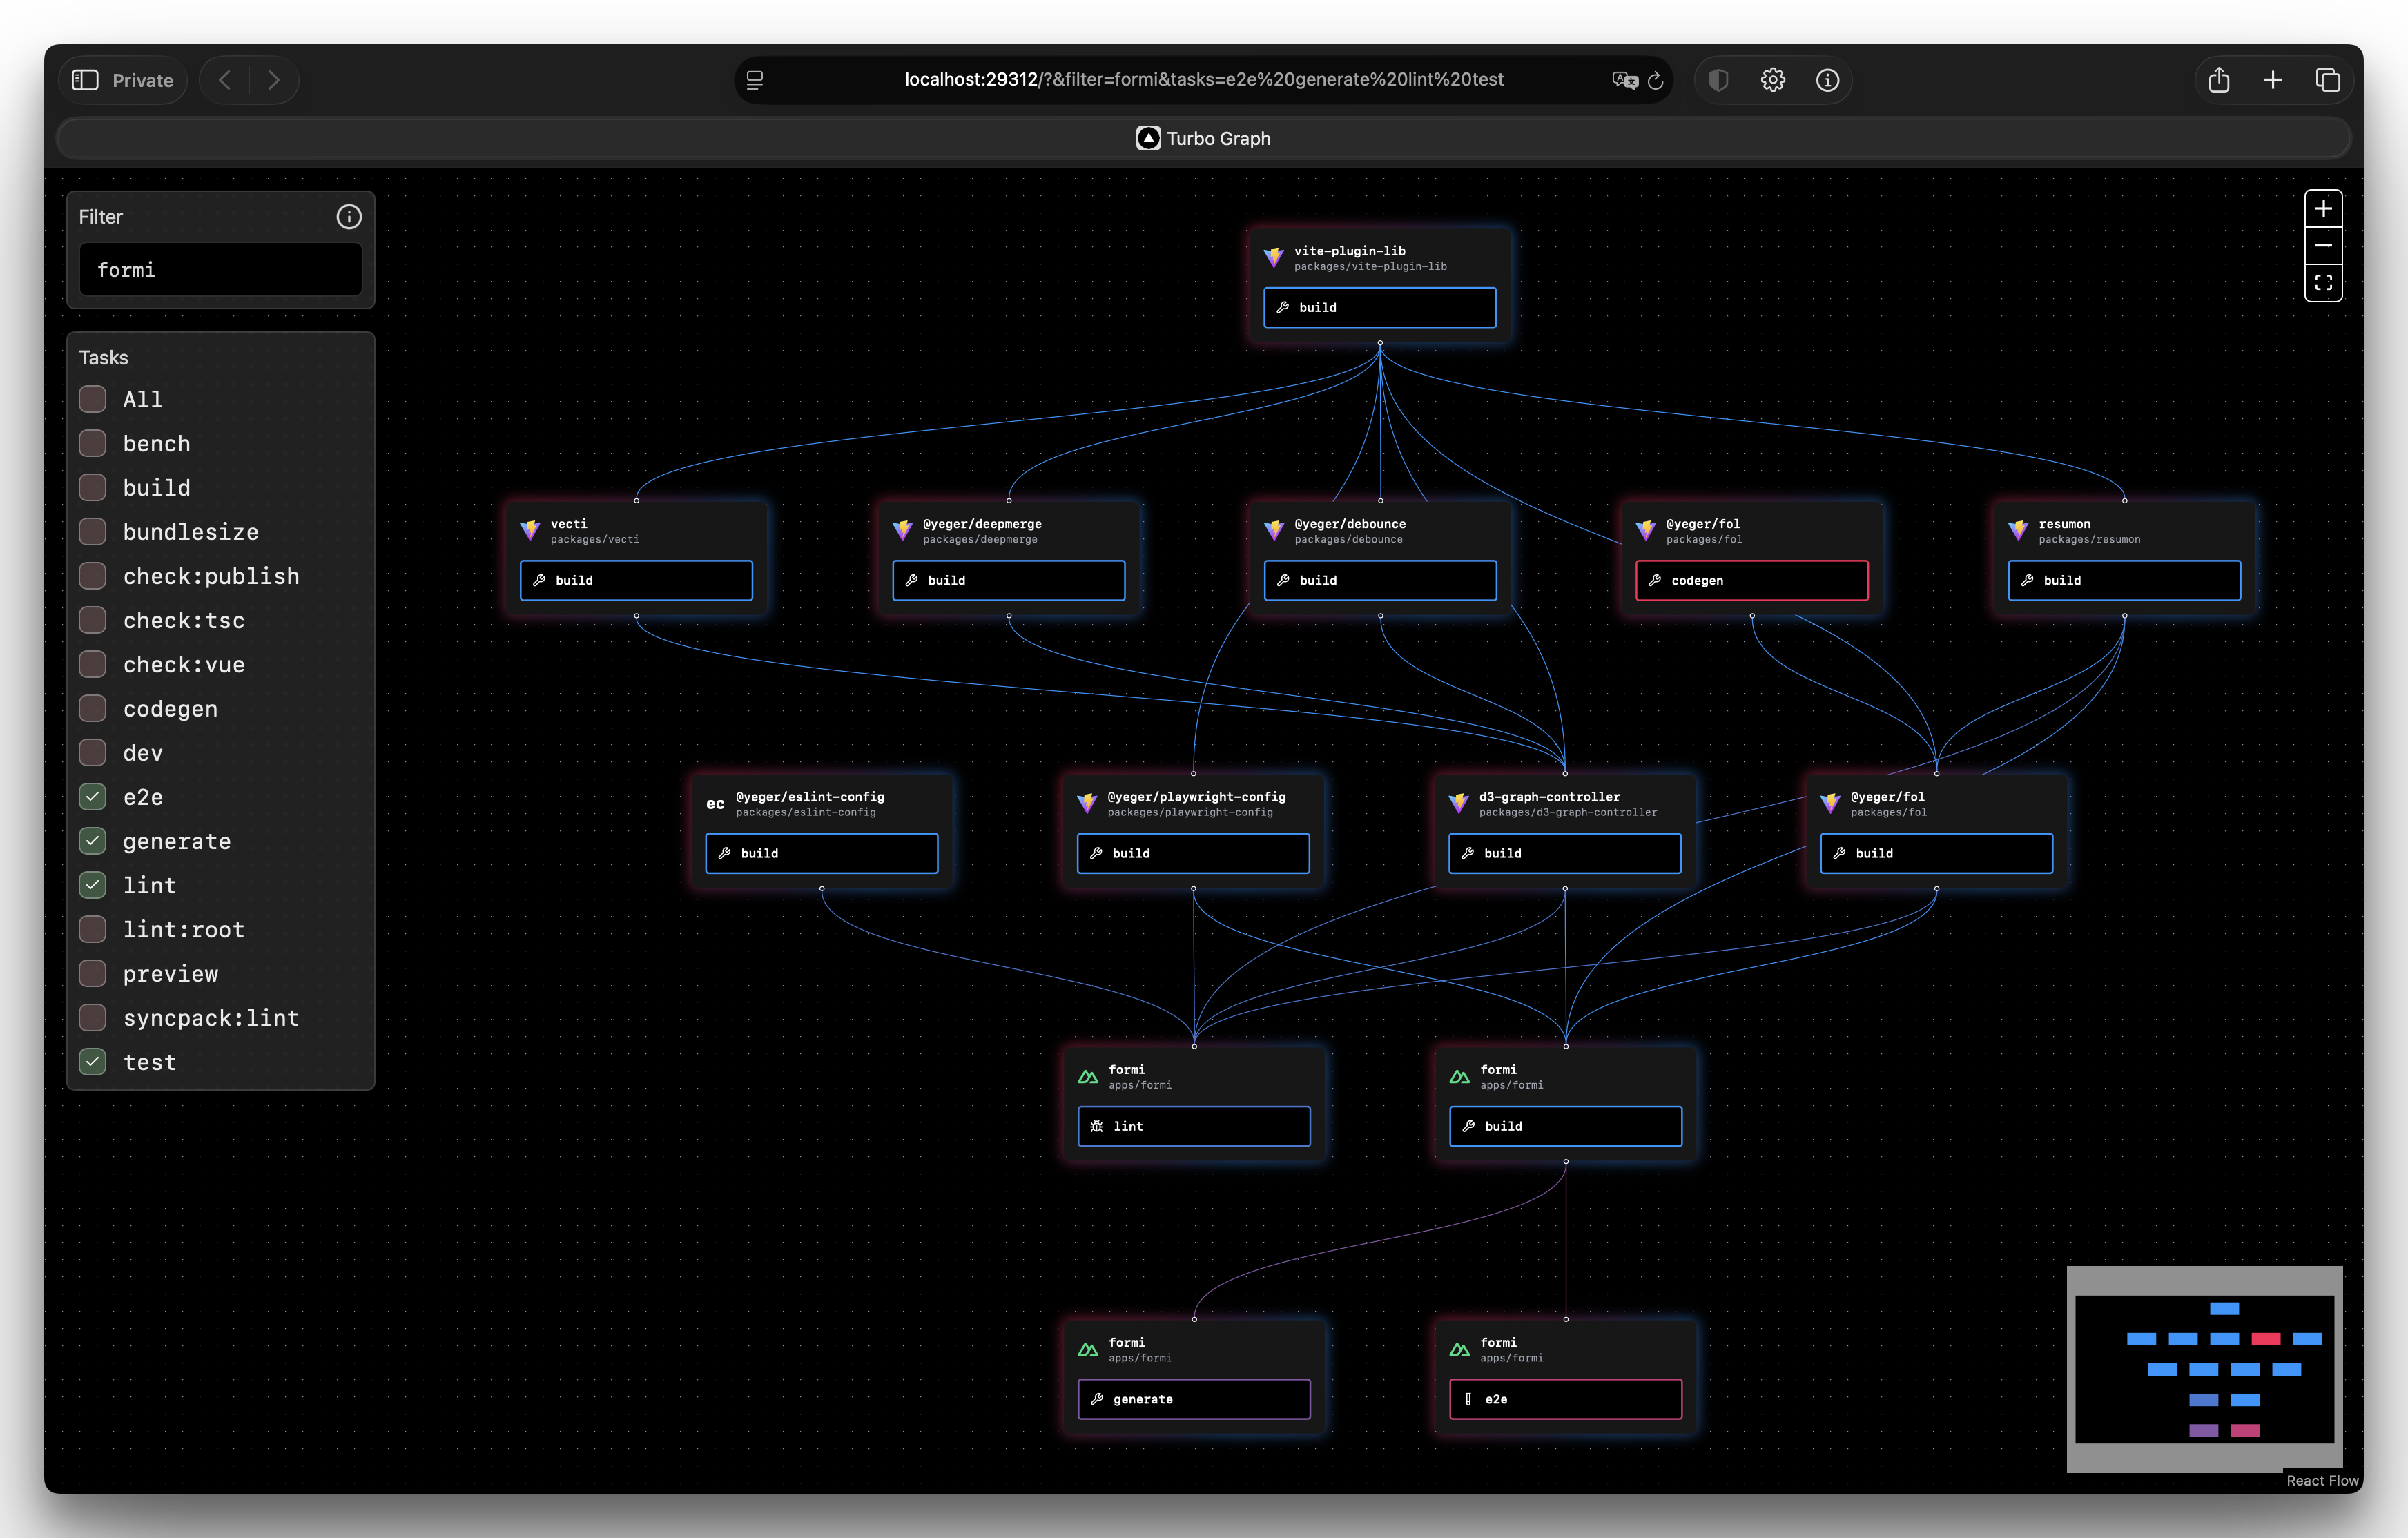 Private
localhost:29312/?&filter=formi&tasks=e2e%20generate%20lint%20test
Turbo Graph
Filter
formi
Tasks
All
bench
build
bundlesize
check:publish
check:tsc
check:vue
codegen
dev
e2e
generate
lint
lint:root
preview
syncpack:lint
test
vite-plugin-lib
packages/vite-plugin-lib
build
vecti
packages/vecti
build
@yeger/deepmerge
packages/deepmerge
build
@yeger/debounce
packages/debounce
build
@yeger/fol
packages/fol
codegen
resumon
packages/resumon
build
ec
@yeger/eslint-config
packages/eslint-config
build
@yeger/playwright-config
packages/playwright-config
build
d3-graph-controller
packages/d3-graph-controller
build
@yeger/fol
packages/fol
build
formi
apps/formi
lint
formi
apps/formi
build
formi
apps/formi
generate
formi
apps/formi
e2e
React Flow